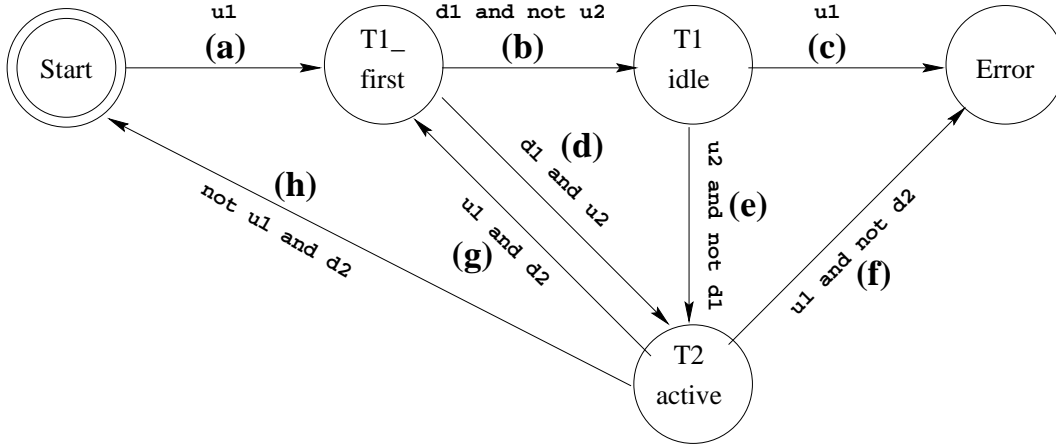 u1
d1 and not u2
u1
(a)
(b)
(c)
Start
T1_
first
T1
idle
Error
(d)
d1 and u2
u2 and not d1
(e)
(h)
not u1 and d2
u1 and d2
(g)
u1 and not d2
(f)
T2
active